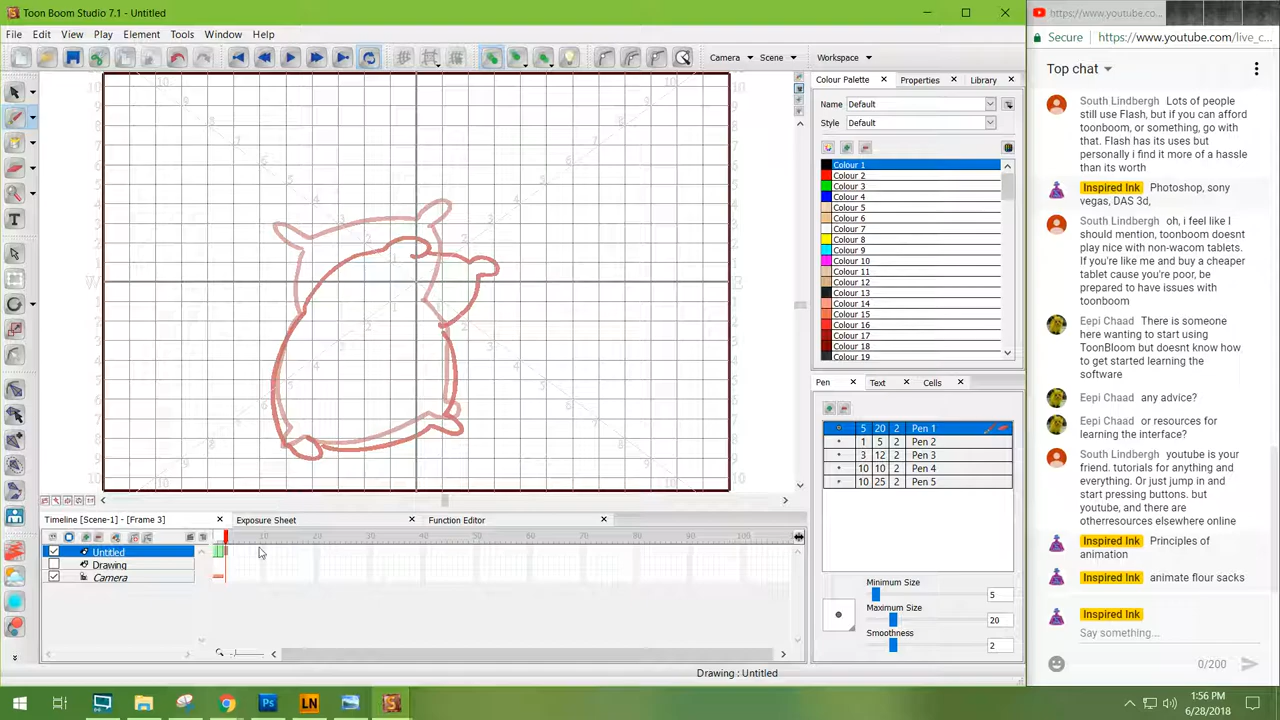 Toon Boom Studio 7.1 - Untitled
File Edit View Play Element Tools Window Help
Camera Scene Workspace
Colour Palette Properties Library
Name Default
Style Default
Colour 1
Colour 2
Colour 3
Colour 4
Colour 5
Colour 6
Colour 7
Colour 8
Colour 9
Colour 10
Colour 11
Colour 12
Colour 13
Colour 14
Colour 15
Colour 16
Colour 17
Colour 18
Colour 19
Pen Text Cells
5 20 2 Pen 1
1 5 2 Pen 2
3 12 2 Pen 3
10 10 2 Pen 4
10 25 2 Pen 5
Minimum Size
5
Maximum Size
20
Smoothness
2
Timeline [Scene-1] - [Frame 3] Exposure Sheet Function Editor
10 20 30 40 50 60 70 80 90 100
Untitled
Drawing
Camera
Drawing : Untitled
https://www.youtube.co...
Secure https://www.youtube.com/live_c
Top chat
South Lindbergh Lots of people
still use Flash, but if you can afford
toonboom, or something, go with
that. Flash has its uses but
personally i find it more of a hassle
than its worth
Inspired Ink Photoshop, sony
vegas, DAS 3d,
South Lindbergh oh, i feel like I
should mention, toonboom doesnt
play nice with non-wacom tablets.
If you're like me and buy a cheaper
tablet cause you're poor, be
prepared to have issues with
toonboom
Eepi Chaad There is someone
here wanting to start using
ToonBloom but doesnt know how
to get started learning the
software
Eepi Chaad any advice?
Eepi Chaad or resources for
learning the interface?
South Lindbergh youtube is your
friend. tutorials for anything and
everything. Or just jump in and
start pressing buttons. but
youtube, and there are
otherresources elsewhere online
Inspired Ink Principles of
animation
Inspired Ink animate flour sacks
Inspired Ink
Say something...
0/200
1:56 PM
6/28/2018